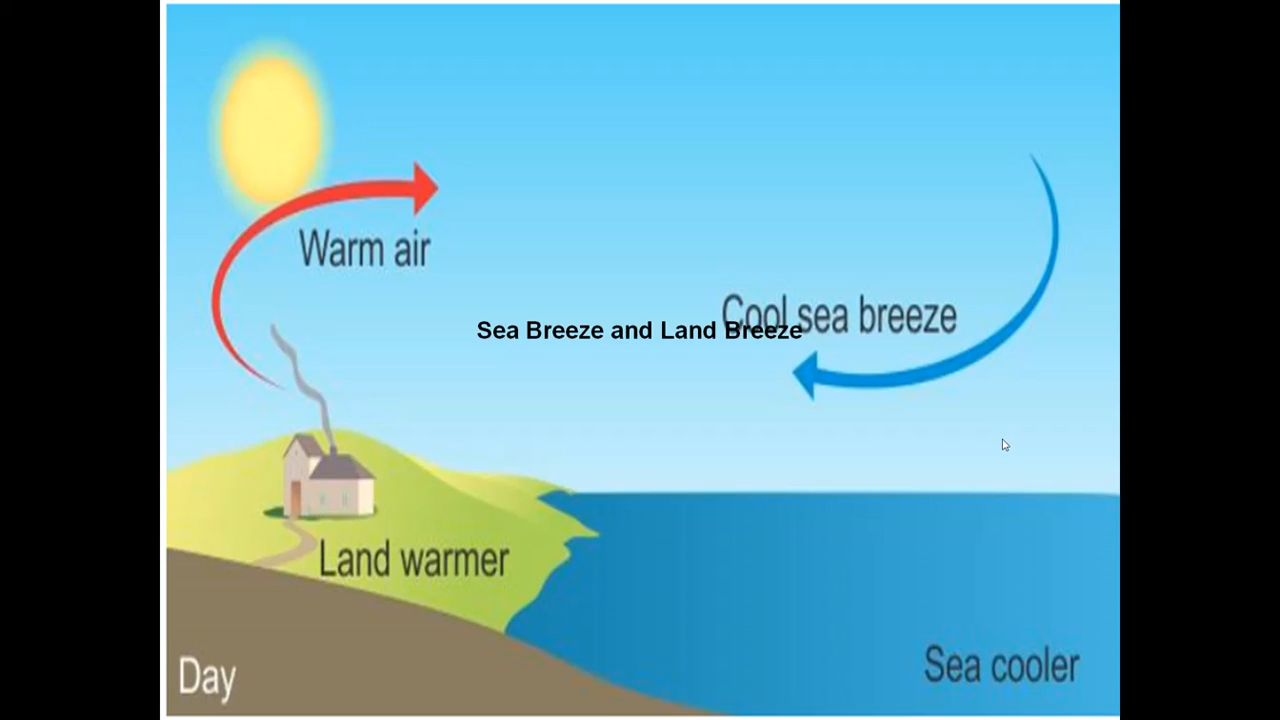 Warm air
Cool sea breeze
Sea Breeze and Land Breeze
Land warmer
Sea cooler
Day